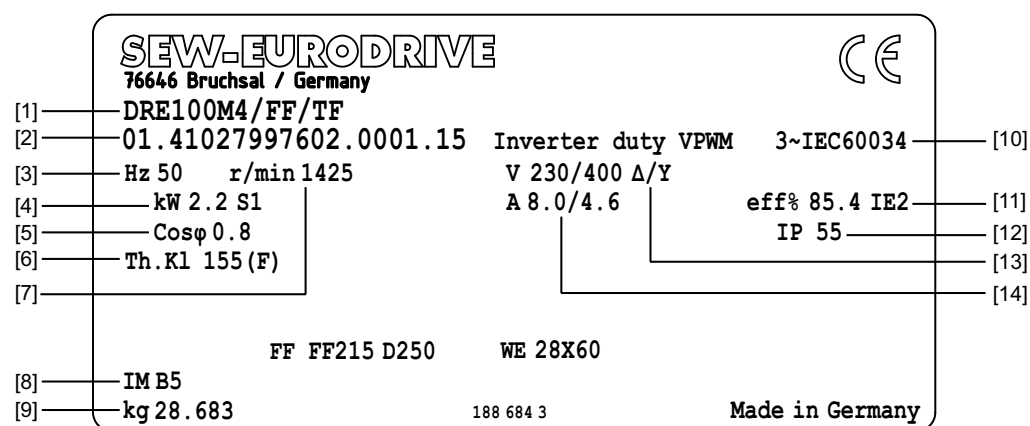 SEW-EURODRIVE
76646 Bruchsal / Germany
CE
[1] DRE100M4/FF/TF
[2] 01.41027997602.0001.15 Inverter duty VPWM 3~IEC60034 [10]
[3] Hz 50 r/min 1425 V 230/400 Δ/Y
[4] kW 2.2 S1 A 8.0/4.6 eff% 85.4 IE2 [11]
[5] Cosφ 0.8 IP 55 [12]
[6] Th.Kl 155(F) [13]
[7] [14]
FF FF215 D250 WE 28X60
[8] IM B5
[9] kg 28.683 188 684 3 Made in Germany